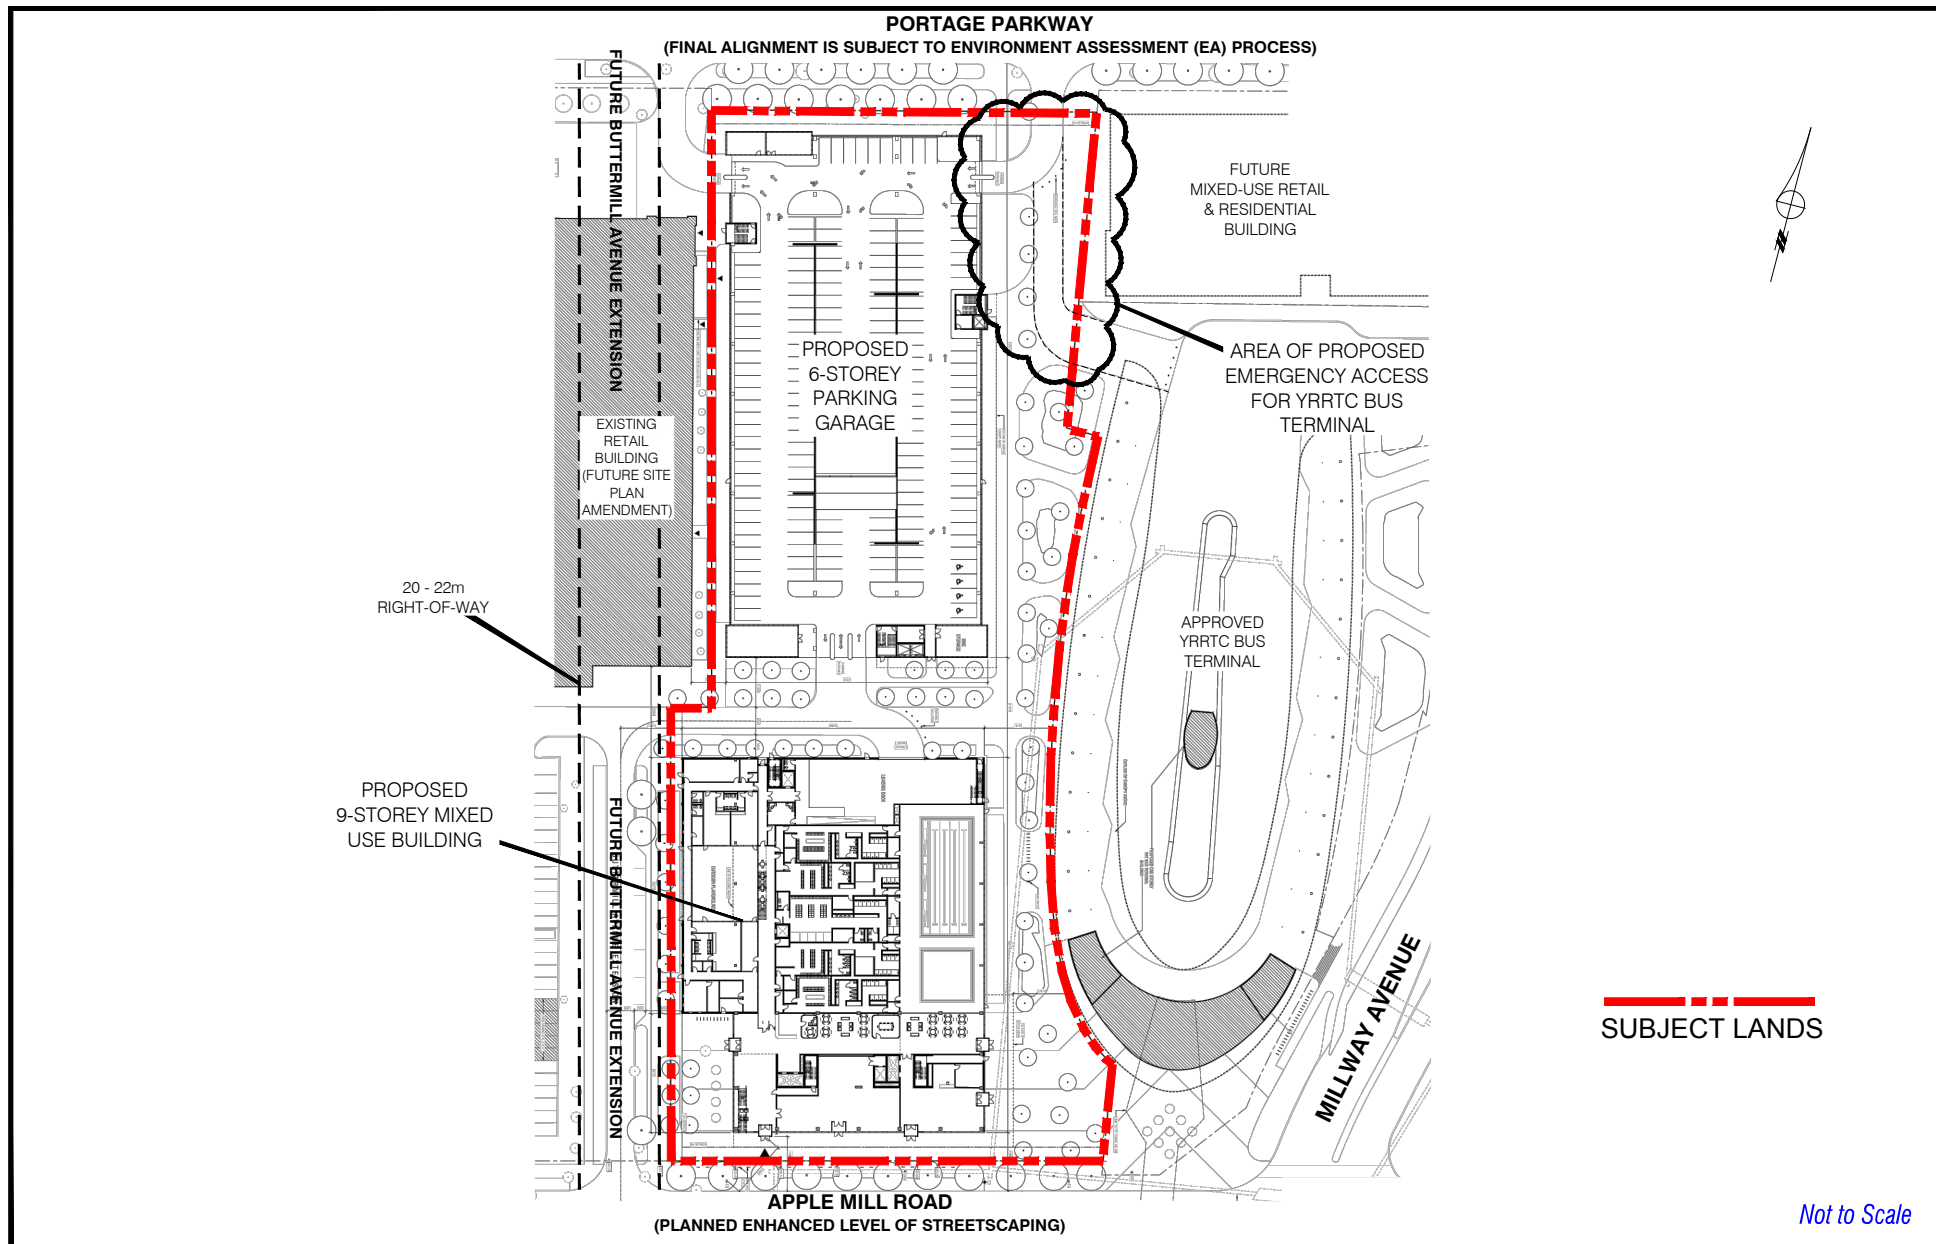 PORTAGE PARKWAY
(FINAL ALIGNMENT IS SUBJECT TO ENVIRONMENT ASSESSMENT (EA) PROCESS)
FUTURE BUTTERMILL AVENUE EXTENSION
FUTURE
MIXED-USE RETAIL
& RESIDENTIAL
BUILDING
N
PROPOSED
6-STOREY
PARKING
GARAGE
AREA OF PROPOSED
EMERGENCY ACCESS
FOR YRRTC BUS
TERMINAL
EXISTING
RETAIL
BUILDING
(FUTURE SITE
PLAN
AMENDMENT)
20 - 22m
RIGHT-OF-WAY
APPROVED
YRRTC BUS
TERMINAL
PROPOSED
9-STOREY MIXED
USE BUILDING
FUTURE BUTTERMILL AVENUE EXTENSION
MILLWAY AVENUE
SUBJECT LANDS
APPLE MILL ROAD
(PLANNED ENHANCED LEVEL OF STREETSCAPING)
Not to Scale